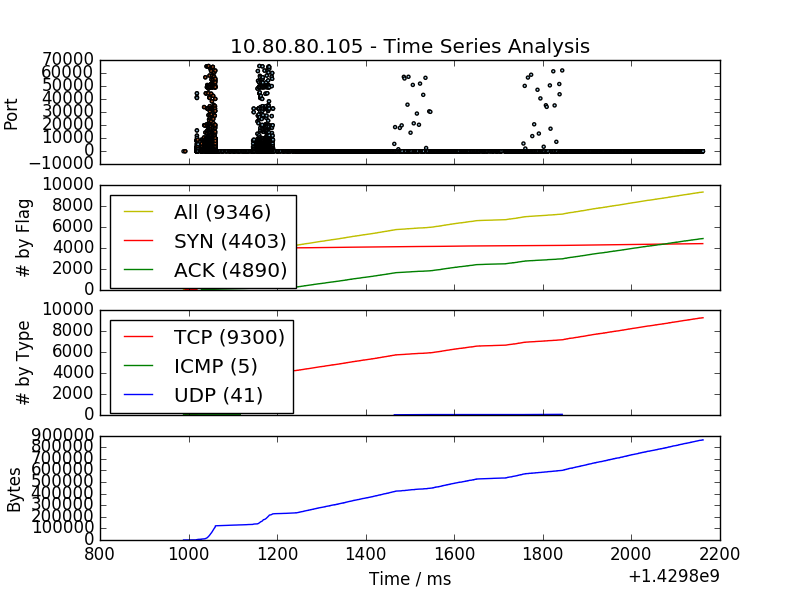 10.80.80.105 - Time Series Analysis
70000
60000
50000
40000
30000
20000
10000
0
−10000
Port
10000
8000
6000
4000
2000
0
# by Flag
All (9346)
SYN (4403)
ACK (4890)
10000
8000
6000
4000
2000
0
# by Type
TCP (9300)
ICMP (5)
UDP (41)
900000
800000
700000
600000
500000
400000
300000
200000
100000
0
Bytes
800 1000 1200 1400 1600 1800 2000 2200
Time / ms
+1.4298e9